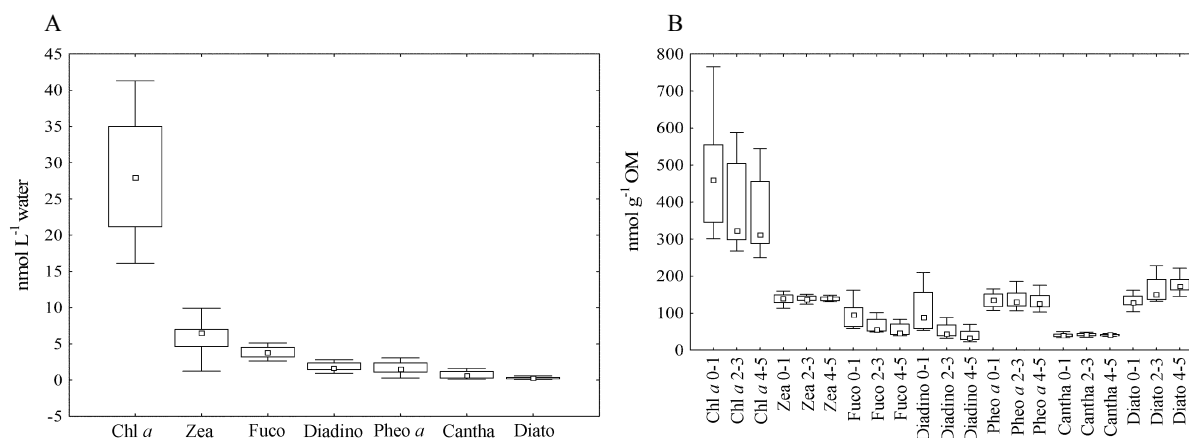 A
nmol L⁻¹ water
45
40
35
30
25
20
15
10
5
0
-5
Chl a Zea Fuco Diadino Pheo a Cantha Diato
B
nmol g⁻¹ OM
800
700
600
500
400
300
200
100
0
Chl a 0-1
Chl a 2-3
Chl a 4-5
Zea 0-1
Zea 2-3
Zea 4-5
Fuco 0-1
Fuco 2-3
Fuco 4-5
Diadino 0-1
Diadino 2-3
Diadino 4-5
Pheo a 0-1
Pheo a 2-3
Pheo a 4-5
Cantha 0-1
Cantha 2-3
Cantha 4-5
Diato 0-1
Diato 2-3
Diato 4-5